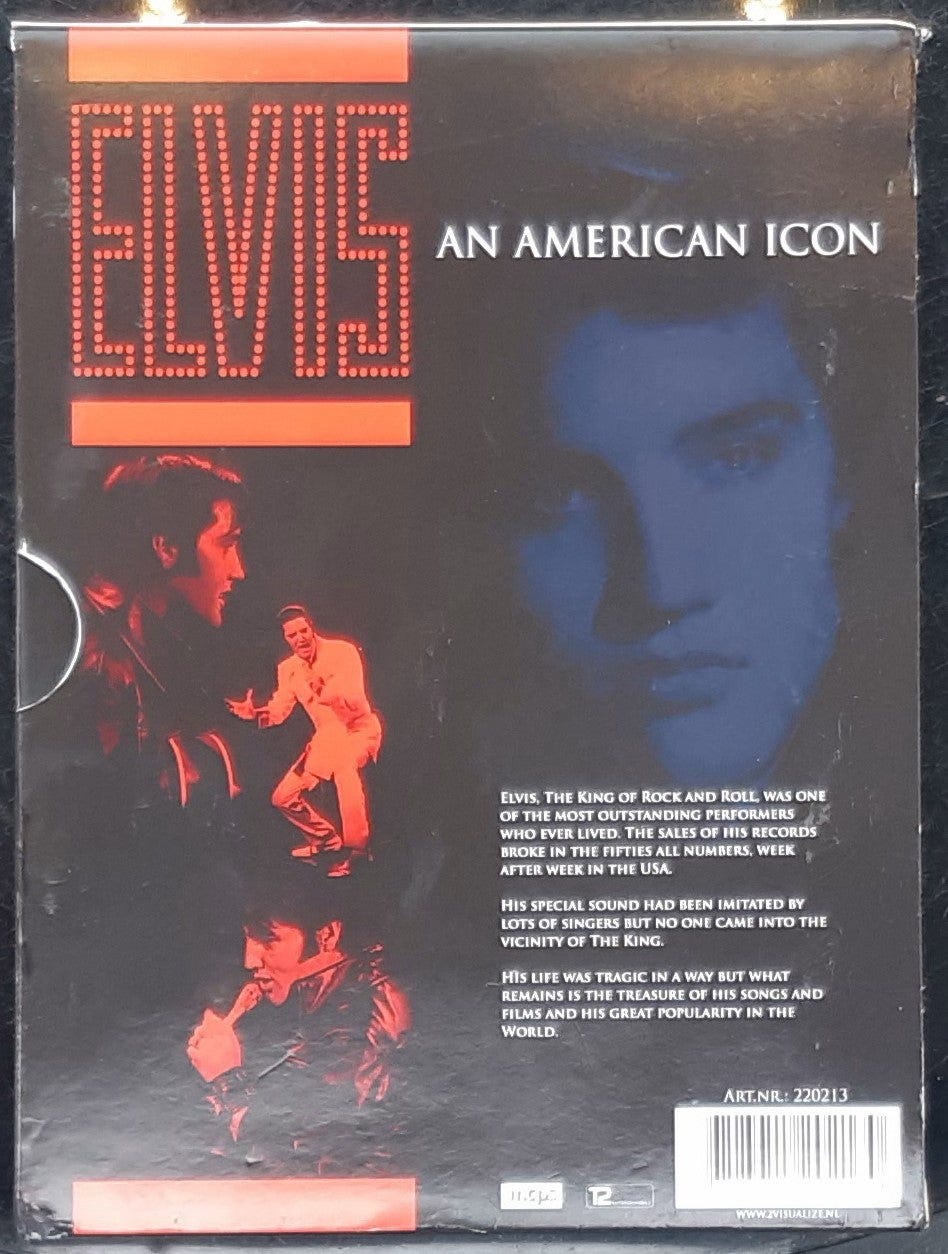 ELVIS
AN AMERICAN ICON
ELVIS, THE KING OF ROCK AND ROLL, WAS ONE
OF THE MOST OUTSTANDING PERFORMERS
WHO EVER LIVED. THE SALES OF HIS RECORDS
BROKE IN THE FIFTIES ALL NUMBERS, WEEK
AFTER WEEK IN THE USA.
HIS SPECIAL SOUND HAD BEEN IMITATED BY
LOTS OF SINGERS BUT NO ONE CAME INTO THE
VICINITY OF THE KING.
HIS LIFE WAS TRAGIC IN A WAY BUT WHAT
REMAINS IS THE TREASURE OF HIS SONGS AND
FILMS AND HIS GREAT POPULARITY IN THE
WORLD.
ART.NR.: 220213
WWW.2VISUALIZE.NL